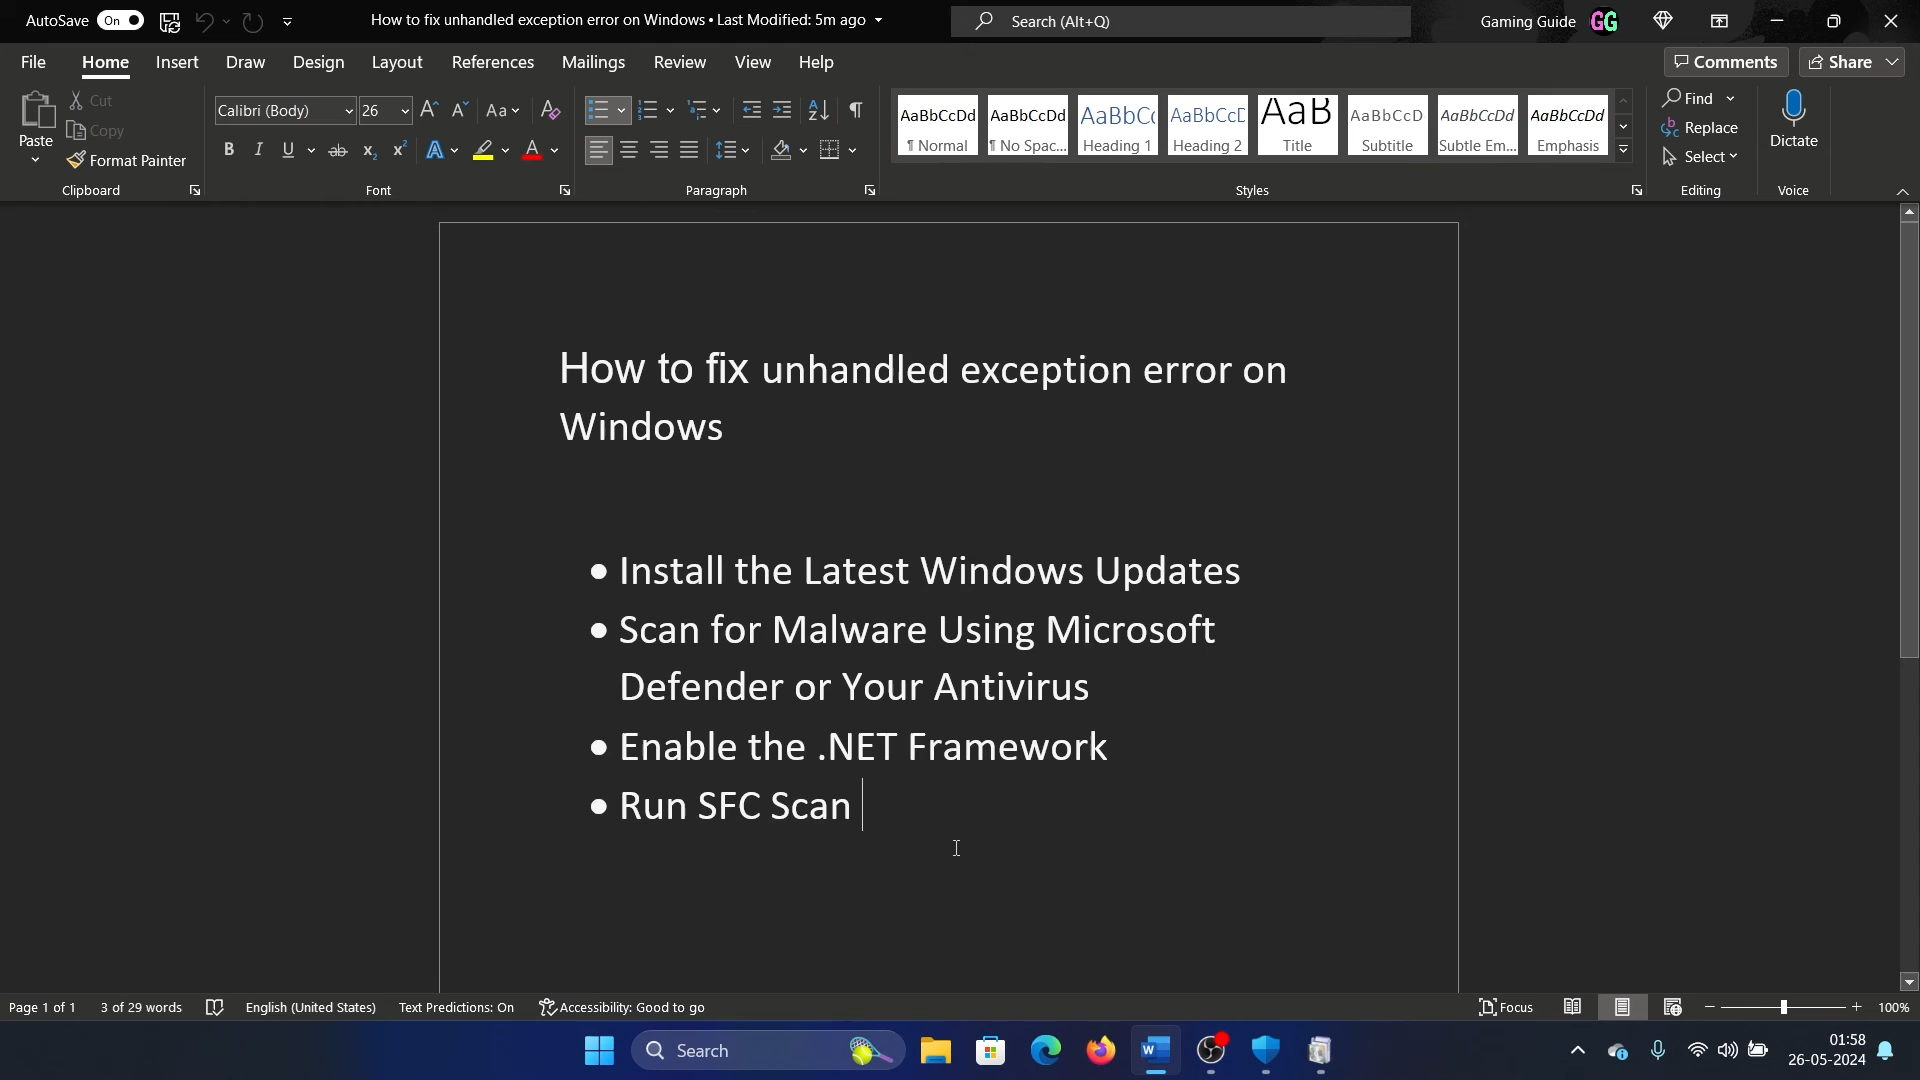 AutoSave On How to fix unhandled exception error on Windows • Last Modified: 5m ago Search (Alt+Q) Gaming Guide GG
File Home Insert Draw Design Layout References Mailings Review View Help Comments Share
Paste Cut Calibri (Body) 26 Aa
Copy
Format Painter
B I U ab x₂ x² A A
AaBbCcDd AaBbCcDd AaBbCc AaBbCcD AaB AaBbCcD AaBbCcDd AaBbCcDd
¶ Normal ¶ No Spac... Heading 1 Heading 2 Title Subtitle Subtle Em... Emphasis
Find
Replace
Select
Dictate
Clipboard Font Paragraph Styles Editing Voice
How to fix unhandled exception error on
Windows
• Install the Latest Windows Updates
• Scan for Malware Using Microsoft
Defender or Your Antivirus
• Enable the .NET Framework
• Run SFC Scan
Page 1 of 1 3 of 29 words English (United States) Text Predictions: On Accessibility: Good to go Focus 100%
Search
01:58
26-05-2024